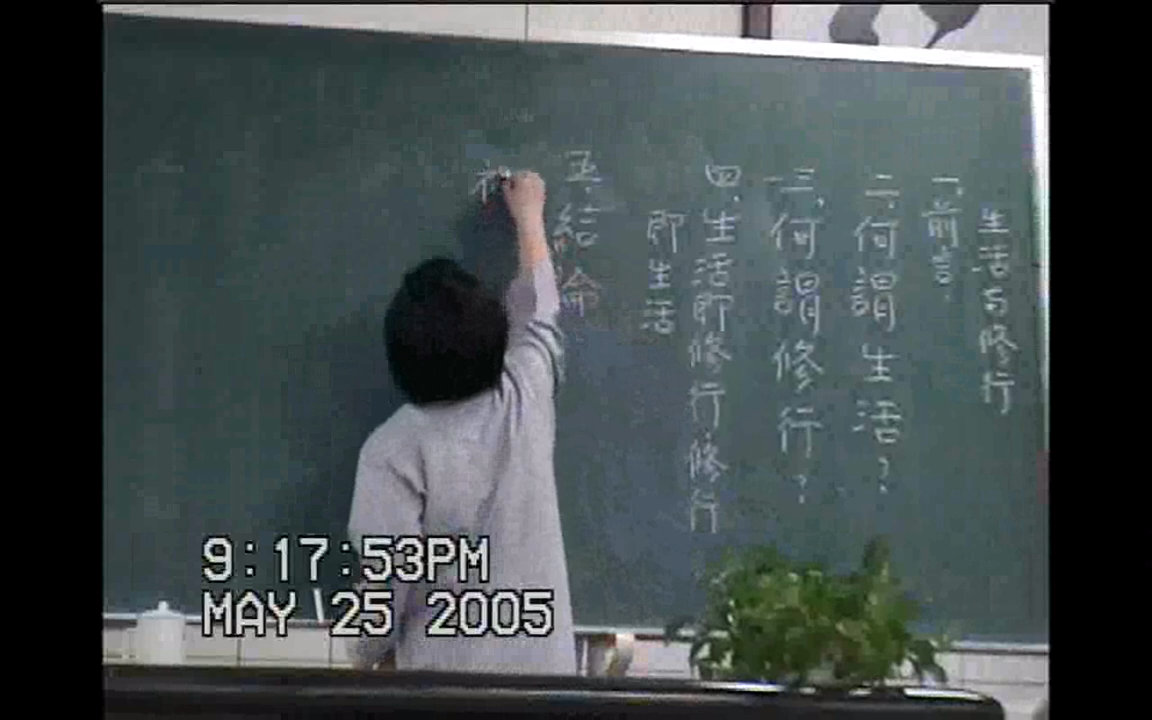 生活与修行
一、前言
二、何謂生活?
三、何謂修行?
四、生活即修行修行
即生活
五、結論
9:17:53PM
MAY 25 2005